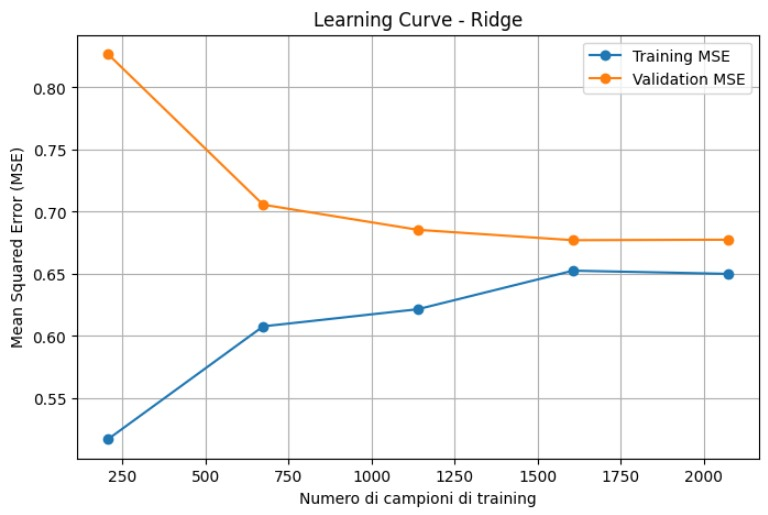 Learning Curve - Ridge
Training MSE
Validation MSE
Mean Squared Error (MSE)
0.80
0.75
0.70
0.65
0.60
0.55
250 500 750 1000 1250 1500 1750 2000
Numero di campioni di training